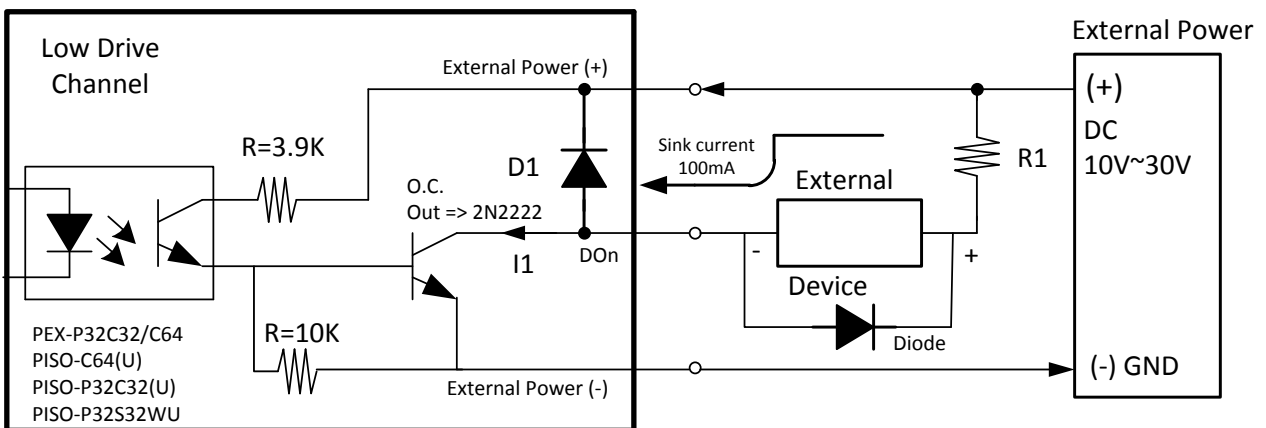 Low Drive
Channel
External Power (+)
R=3.9K
D1
O.C.
Out => 2N2222
I1
DOn
R=10K
External Power (-)
PEX-P32C32/C64
PISO-C64(U)
PISO-P32C32(U)
PISO-P32S32WU
Sink current
100mA
External
Device
-
+
Diode
R1
External Power
(+)
DC
10V~30V
(-) GND